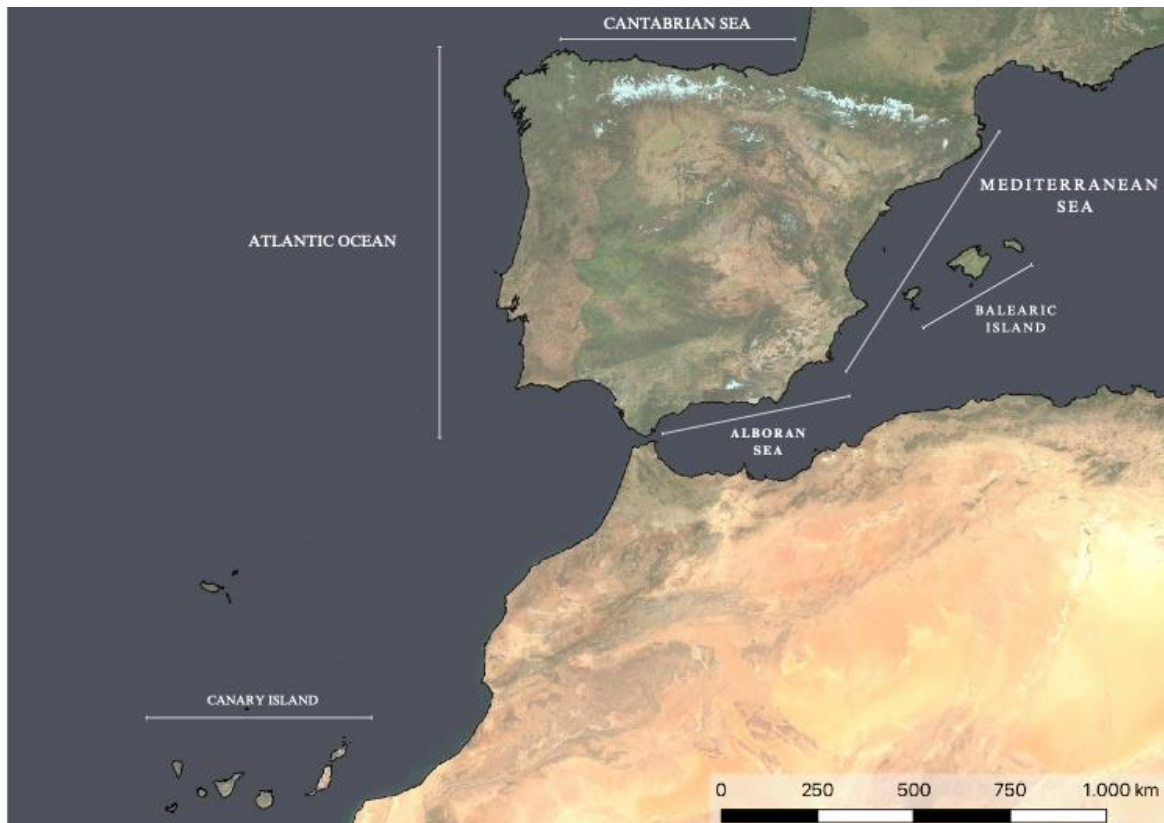 CANTABRIAN SEA
MEDITERRANEAN
SEA
ATLANTIC OCEAN
BALEARIC
ISLAND
ALBORAN
SEA
CANARY ISLAND
0 250 500 750 1.000 km